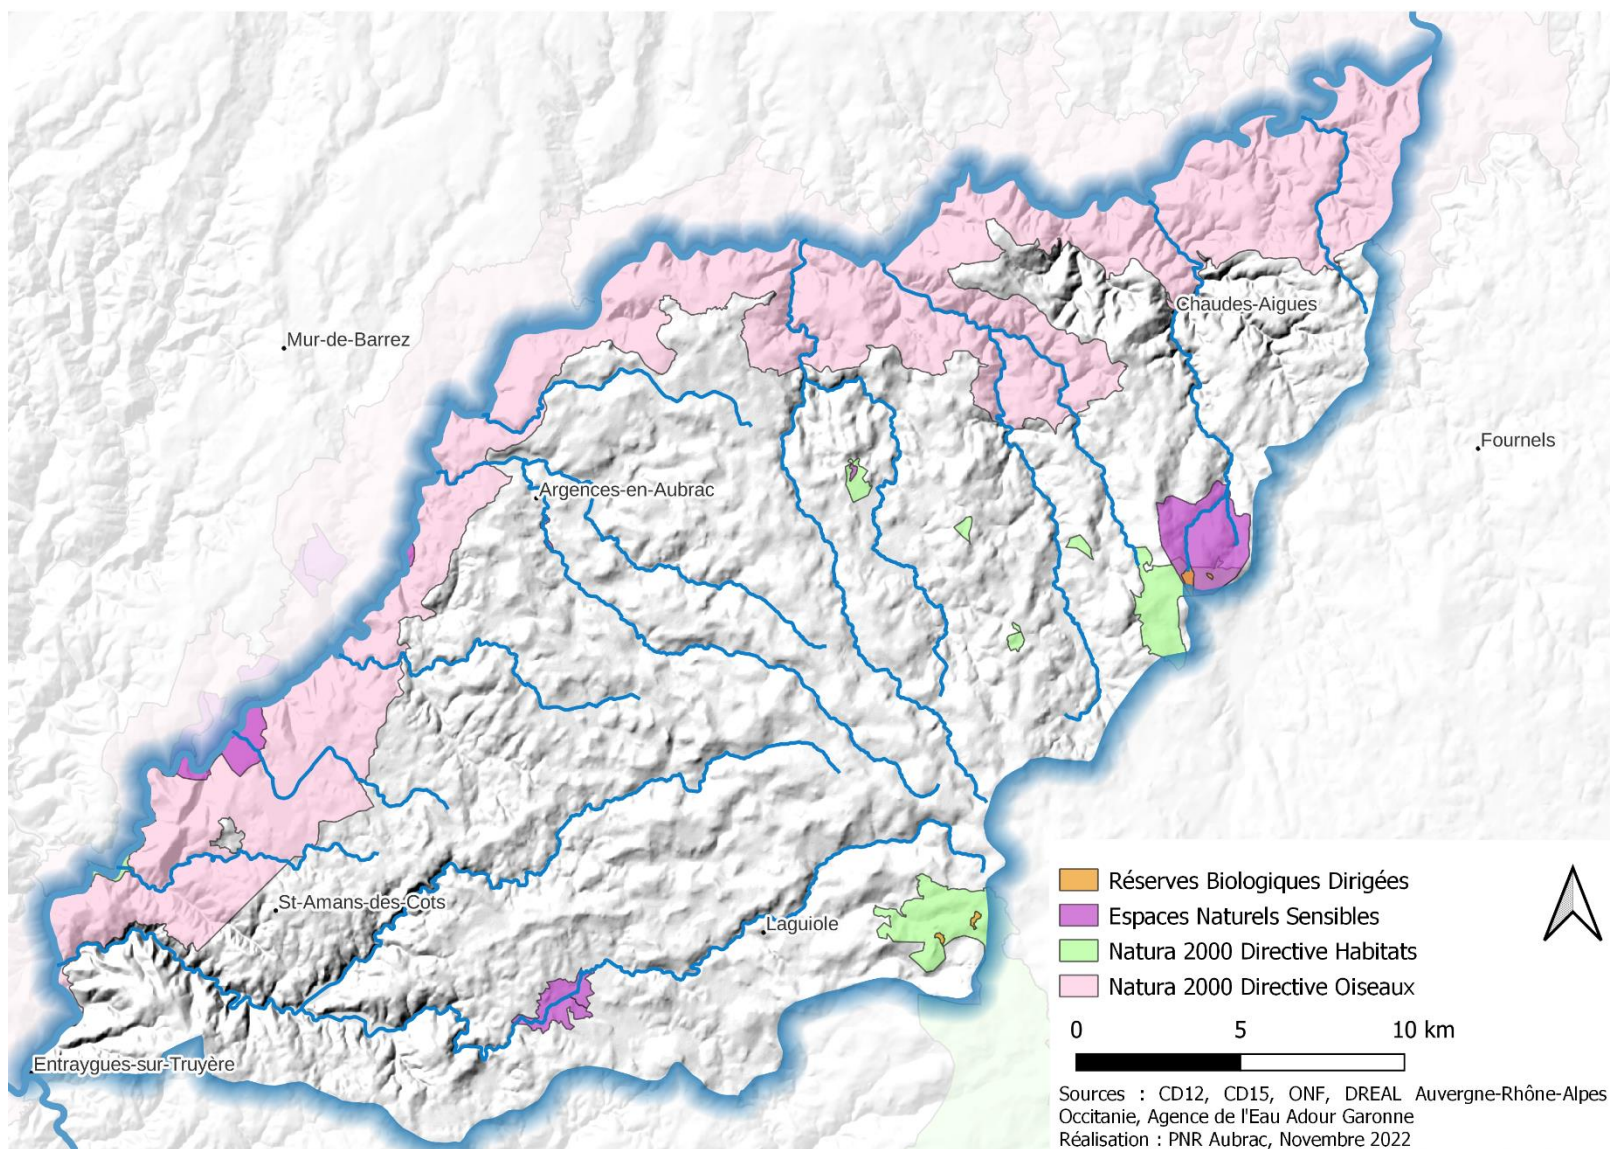 Chaudes-Aigues
Mur-de-Barrez
Fournels
Argences-en-Aubrac
St-Amans-des-Cots
Laguiole
Entraygues-sur-Truyère
Réserves Biologiques Dirigées
Espaces Naturels Sensibles
Natura 2000 Directive Habitats
Natura 2000 Directive Oiseaux
0 5 10 km
Sources : CD12, CD15, ONF, DREAL Auvergne-Rhône-Alpes
Occitanie, Agence de l'Eau Adour Garonne
Réalisation : PNR Aubrac, Novembre 2022